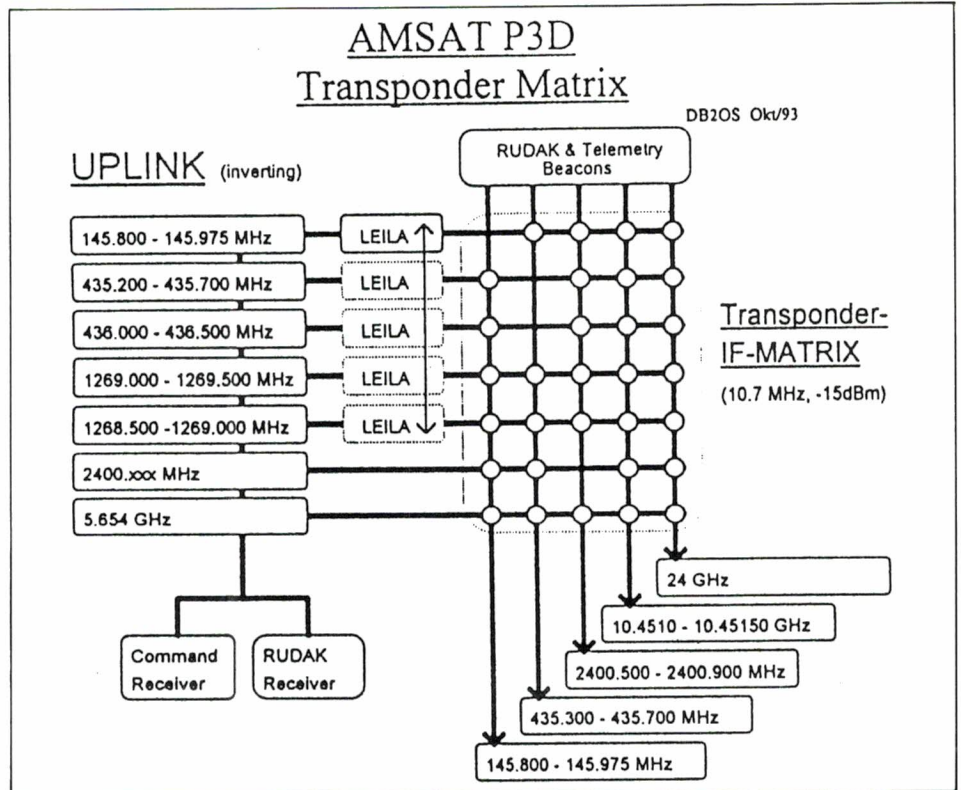 AMSAT P3D
Transponder Matrix
DB2OS Okt/93
UPLINK (inverting)
RUDAK & Telemetry
Beacons
145.800 - 145.975 MHz
LEILA
435.200 - 435.700 MHz
LEILA
436.000 - 436.500 MHz
LEILA
1269.000 - 1269.500 MHz
LEILA
1268.500 -1269.000 MHz
LEILA
2400.xxx MHz
5.654 GHz
Transponder-
IF-MATRIX
(10.7 MHz, -15dBm)
24 GHz
10.4510 - 10.45150 GHz
2400.500 - 2400.900 MHz
435.300 - 435.700 MHz
145.800 - 145.975 MHz
Command
Receiver
RUDAK
Receiver